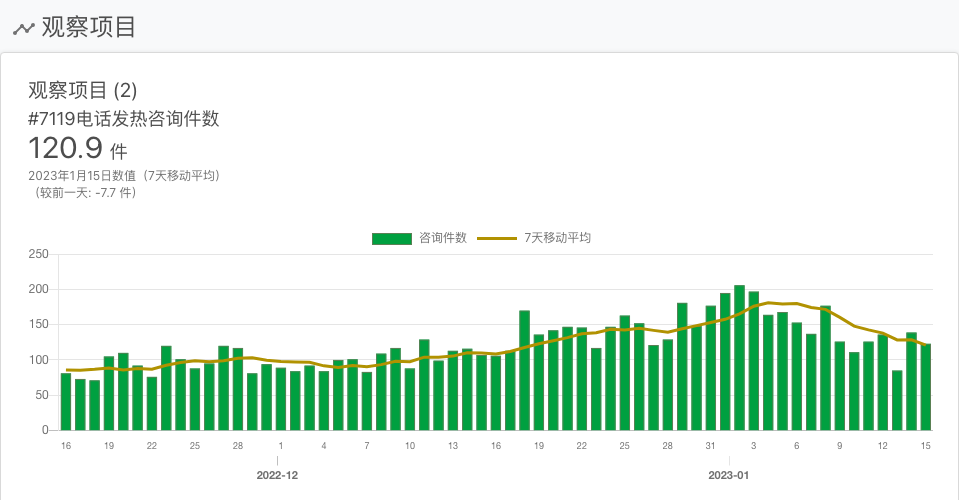 观察项目
观察项目 (2)
#7119电话发热咨询件数
120.9 件
2023年1月15日数值（7天移动平均）
（较前一天: -7.7 件）
咨询件数 7天移动平均
250
200
150
100
50
0
16 19 22 25 28 1 4 7 10 13 16 19 22 25 28 31 3 6 9 12 15
2022-12 2023-01